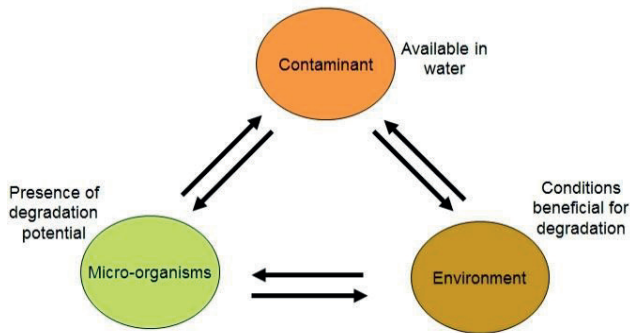 Contaminant
Available in
water
Presence of
degradation
potential
Conditions
beneficial for
degradation
Micro-organisms
Environment